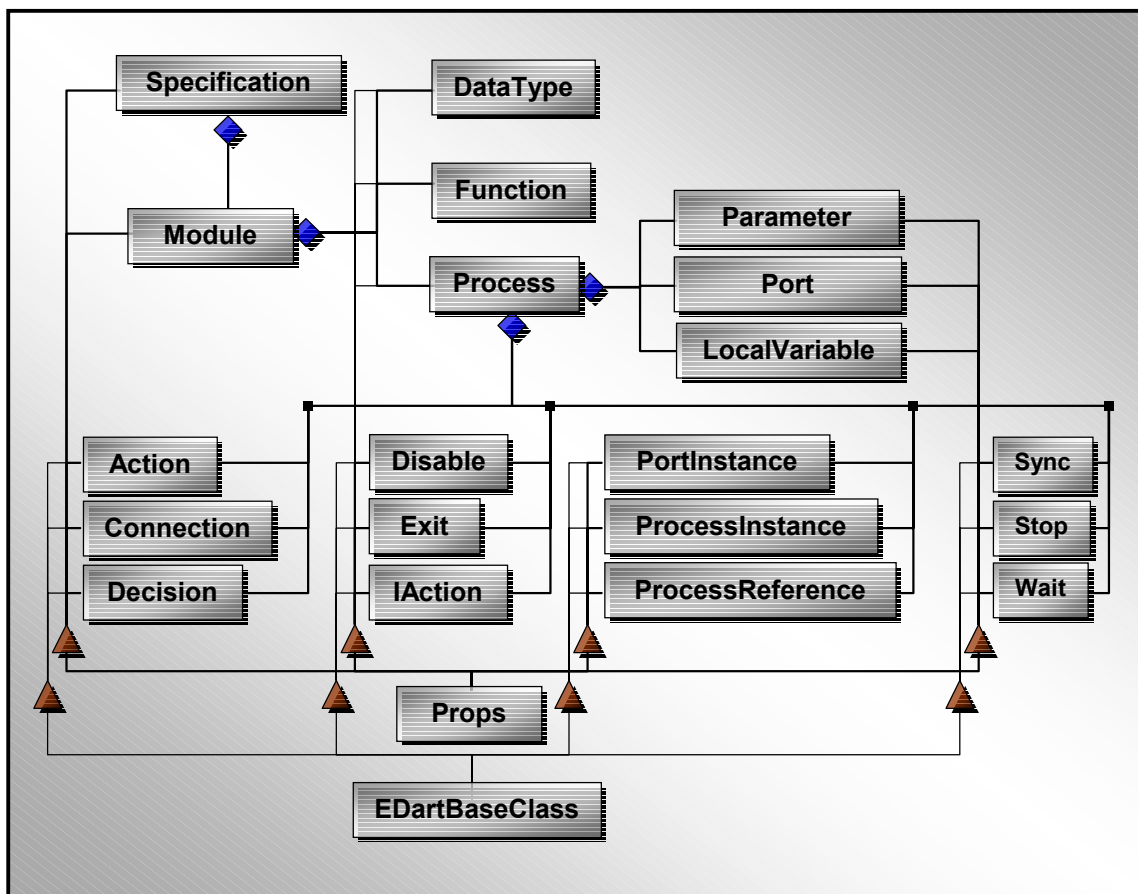 Specification
DataType
Function
Module
Process
Parameter
Port
LocalVariable
Action
Connection
Decision
Disable
Exit
IAction
PortInstance
ProcessInstance
ProcessReference
Sync
Stop
Wait
Props
EDartBaseClass